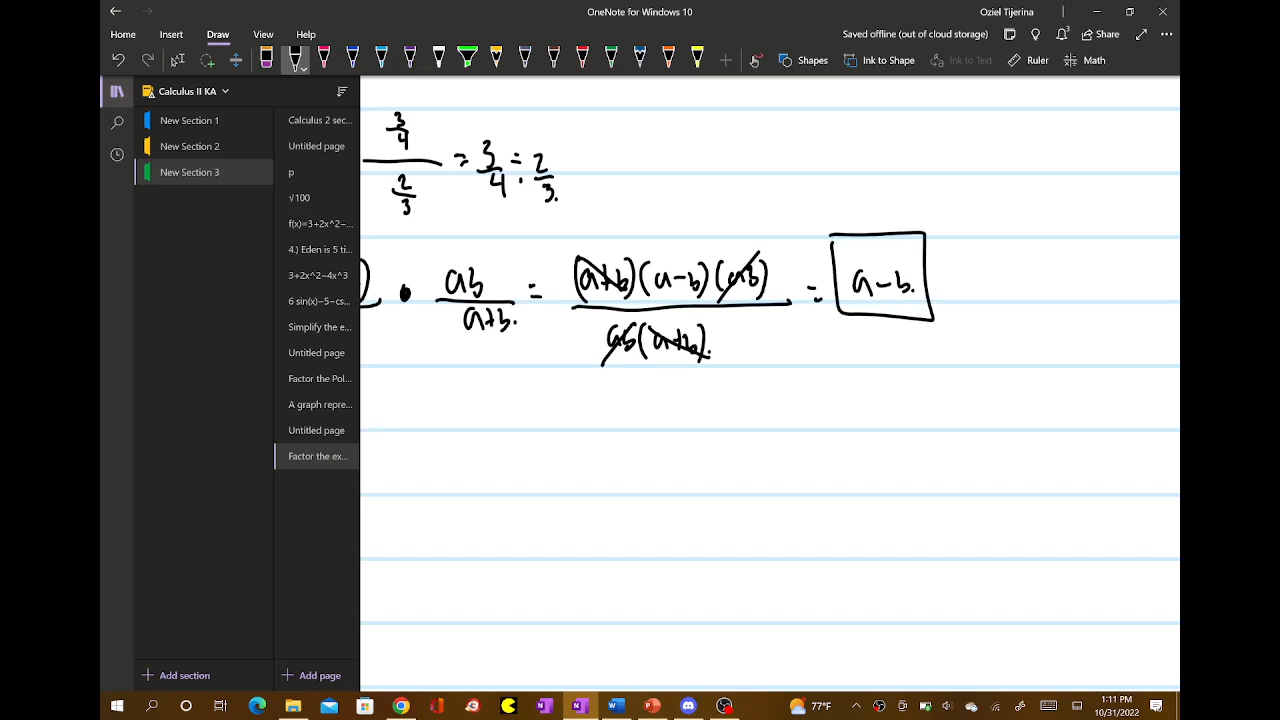 OneNote for Windows 10
Oziel Tijerina
Home Insert Draw View Help
Saved offline (out of cloud storage)
3
Share
Shapes
Ink to Shape
Ink to Text
Ruler
Math
Calculus II KA
New Section 1
New Section 2
New Section 3
Calculus 2 sec...
Untitled page
p
√100
f(x)=3+2x^2−...
4.) Eden is 5 ti...
3+2x^2−4x^3
6 sin(x)−5−cs...
Simplify the e...
Untitled page
Factor the Pol...
A graph repre...
Untitled page
Factor the ex...
3/4 / 2/3 = 3/4 ÷ 2/3.
) • ab/a+b. = (a+b)(a−b)(ab)/ab(a+b). = a−b.
Add section
Add page
77°F
1:11 PM
10/31/2022